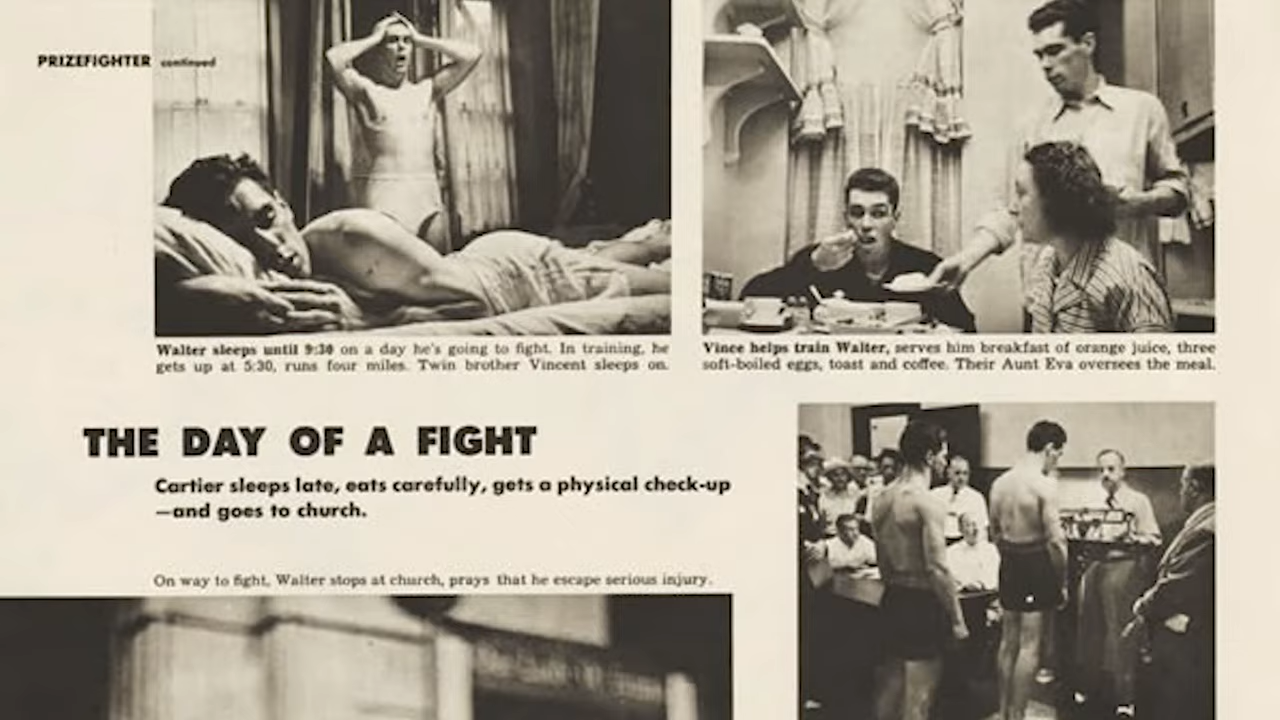 PRIZEFIGHTER continued
Walter sleeps until 9:30 on a day he's going to fight. In training, he
gets up at 5:30, runs four miles. Twin brother Vincent sleeps on.
Vince helps train Walter, serves him breakfast of orange juice, three
soft-boiled eggs, toast and coffee. Their Aunt Eva oversees the meal.
THE DAY OF A FIGHT
Cartier sleeps late, eats carefully, gets a physical check-up
—and goes to church.
On way to fight, Walter stops at church, prays that he escape serious injury.